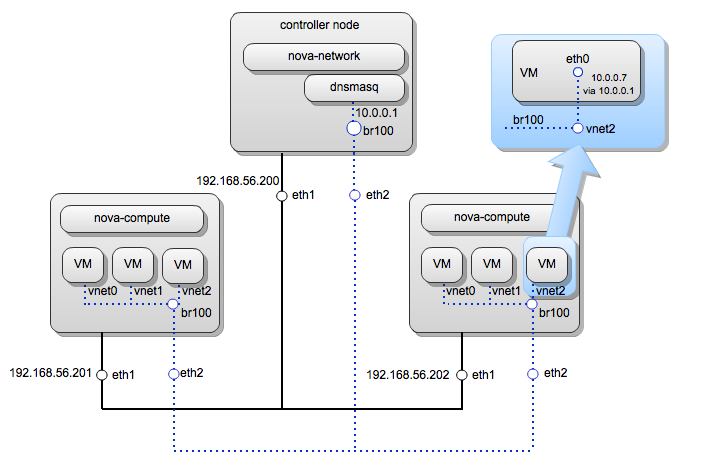 controller node
nova-network
dnsmasq
10.0.0.1
br100
192.168.56.200
eth1
eth2
eth0
VM
10.0.0.7
via 10.0.0.1
br100
vnet2
nova-compute
VM
VM
VM
vnet0
vnet1
vnet2
br100
192.168.56.201
eth1
eth2
nova-compute
VM
VM
VM
vnet0
vnet1
vnet2
br100
192.168.56.202
eth1
eth2